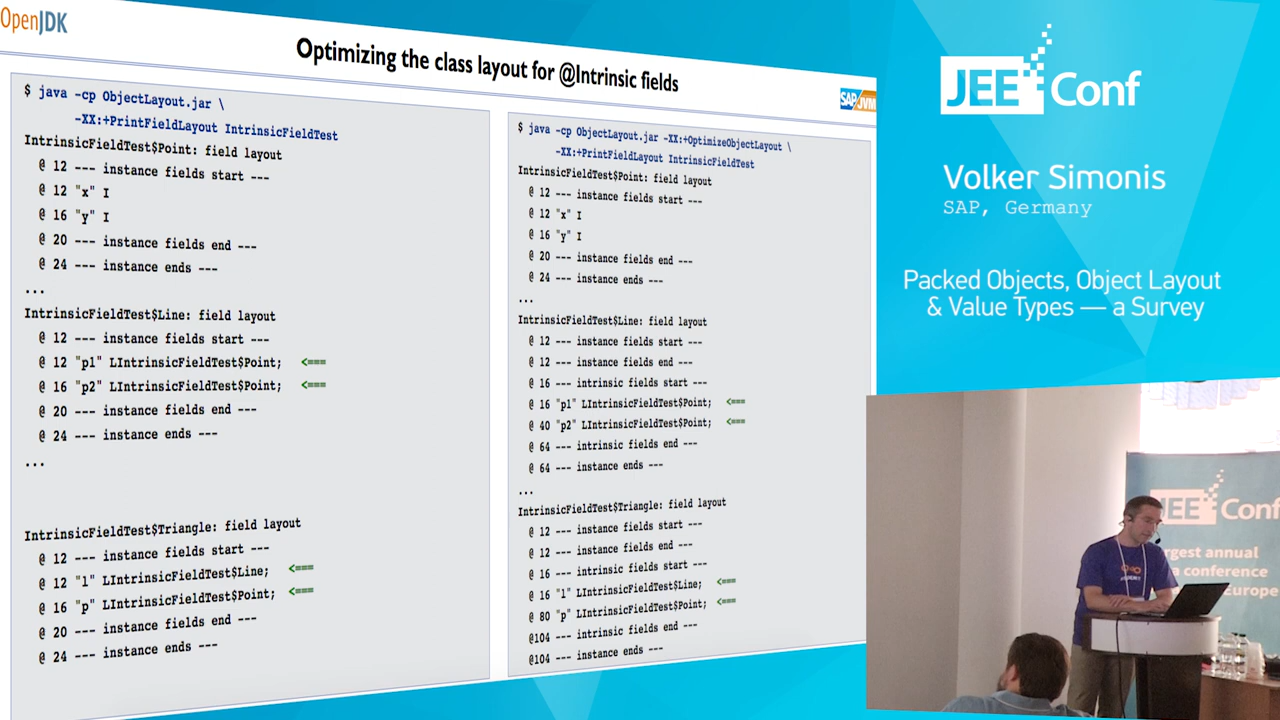 OpenJDK
Optimizing the class layout for @Intrinsic fields
SAP JVM
$ java -cp ObjectLayout.jar \
-XX:+PrintFieldLayout IntrinsicFieldTest
IntrinsicFieldTest$Point: field layout
@ 12 --- instance fields start ---
@ 12 "x" I
@ 16 "y" I
@ 20 --- instance fields end ---
@ 24 --- instance ends ---
...
IntrinsicFieldTest$Line: field layout
@ 12 --- instance fields start ---
@ 12 "p1" LIntrinsicFieldTest$Point; <===
@ 16 "p2" LIntrinsicFieldTest$Point; <===
@ 20 --- instance fields end ---
@ 24 --- instance ends ---
...
IntrinsicFieldTest$Triangle: field layout
@ 12 --- instance fields start ---
@ 12 "l" LIntrinsicFieldTest$Line; <===
@ 16 "p" LIntrinsicFieldTest$Point; <===
@ 20 --- instance fields end ---
@ 24 --- instance ends ---
$ java -cp ObjectLayout.jar -XX:+OptimizeObjectLayout \
-XX:+PrintFieldLayout IntrinsicFieldTest
IntrinsicFieldTest$Point: field layout
@ 12 --- instance fields start ---
@ 12 "x" I
@ 16 "y" I
@ 20 --- instance fields end ---
@ 24 --- instance ends ---
...
IntrinsicFieldTest$Line: field layout
@ 12 --- instance fields start ---
@ 12 --- instance fields end ---
@ 16 --- intrinsic fields start ---
@ 16 "p1" LIntrinsicFieldTest$Point; <===
@ 40 "p2" LIntrinsicFieldTest$Point; <===
@ 64 --- intrinsic fields end ---
@ 64 --- instance ends ---
...
IntrinsicFieldTest$Triangle: field layout
@ 12 --- instance fields start ---
@ 12 --- instance fields end ---
@ 16 --- intrinsic fields start ---
@ 16 "l" LIntrinsicFieldTest$Line; <===
@ 80 "p" LIntrinsicFieldTest$Point; <===
@104 --- intrinsic fields end ---
@104 --- instance ends ---
JEEConf
Volker Simonis
SAP, Germany
Packed Objects, Object Layout
& Value Types — a Survey
JEE Conf
rgest annual
a conference
Europe